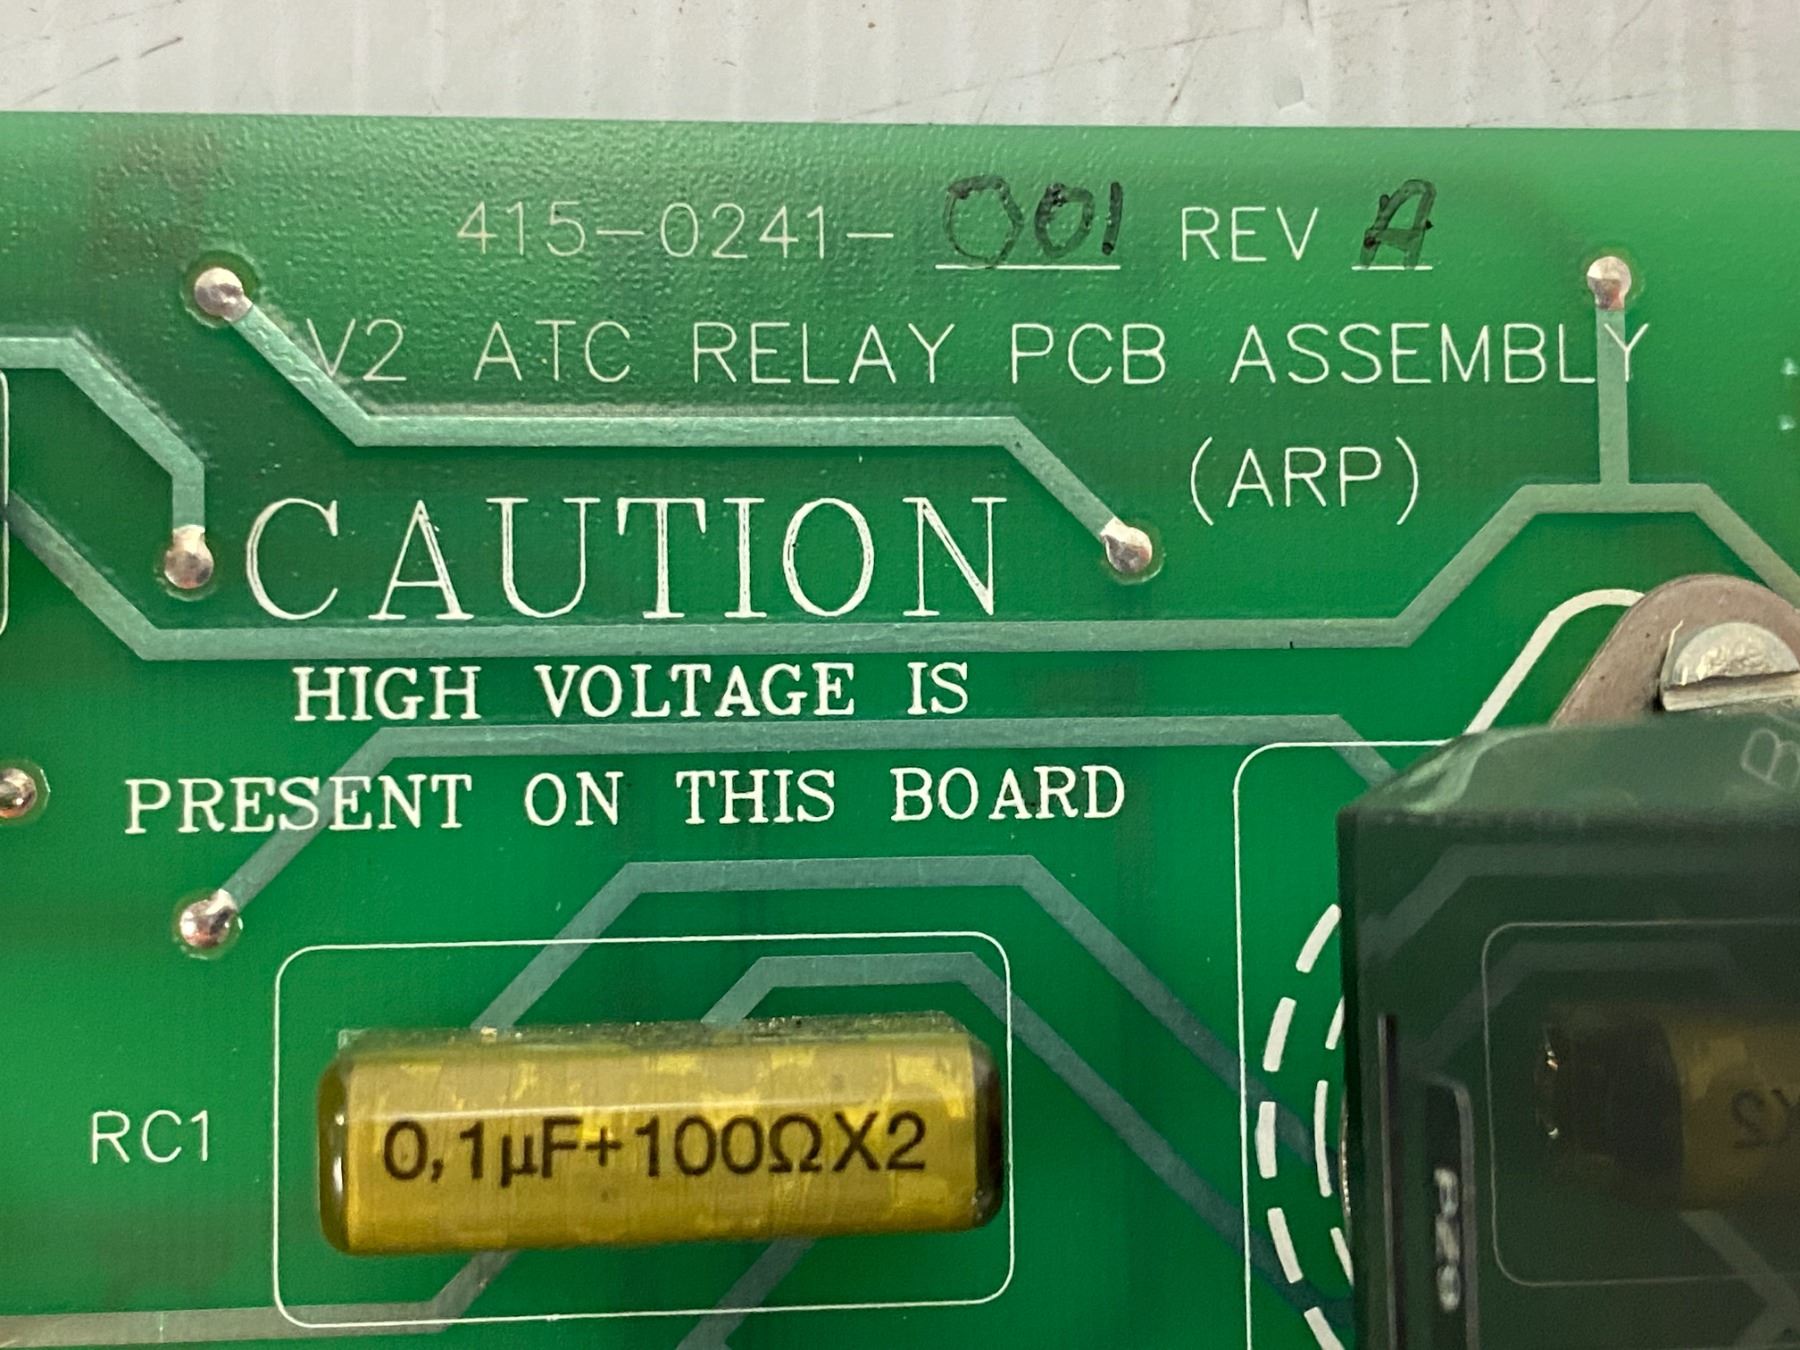 415-0241-001 REV A
V2 ATC RELAY PCB ASSEMBLY
(ARP)
CAUTION
HIGH VOLTAGE IS
PRESENT ON THIS BOARD
RC1
0,1µF+100ΩX2